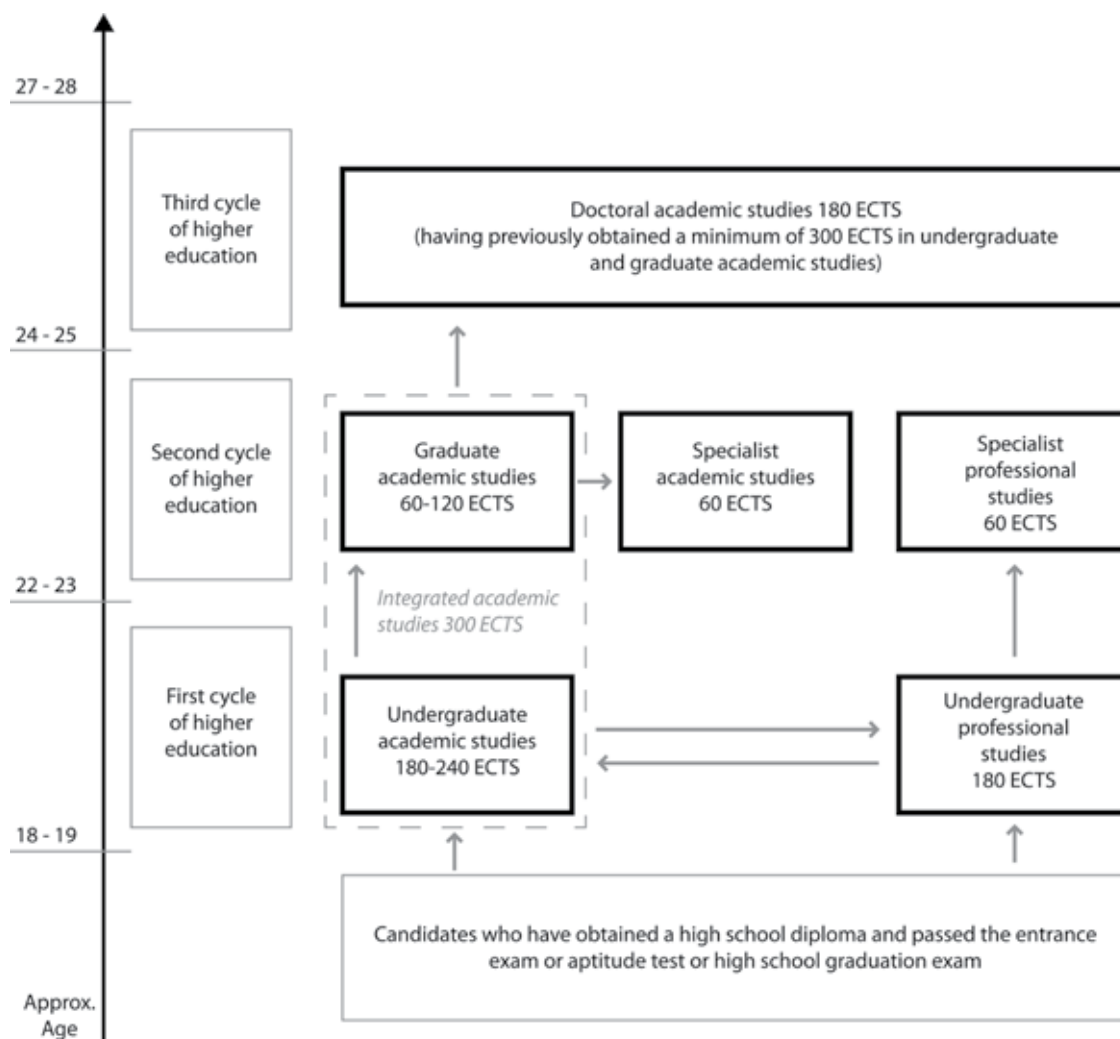 27 - 28
Third cycle
of higher
education
Doctoral academic studies 180 ECTS
(having previously obtained a minimum of 300 ECTS in undergraduate
and graduate academic studies)
24 - 25
Second cycle
of higher
education
Graduate
academic studies
60-120 ECTS
Specialist
academic studies
60 ECTS
Specialist
professional
studies
60 ECTS
22 - 23
Integrated academic
studies 300 ECTS
First cycle
of higher
education
Undergraduate
academic studies
180-240 ECTS
Undergraduate
professional
studies
180 ECTS
18 - 19
Candidates who have obtained a high school diploma and passed the entrance
exam or aptitude test or high school graduation exam
Approx.
Age